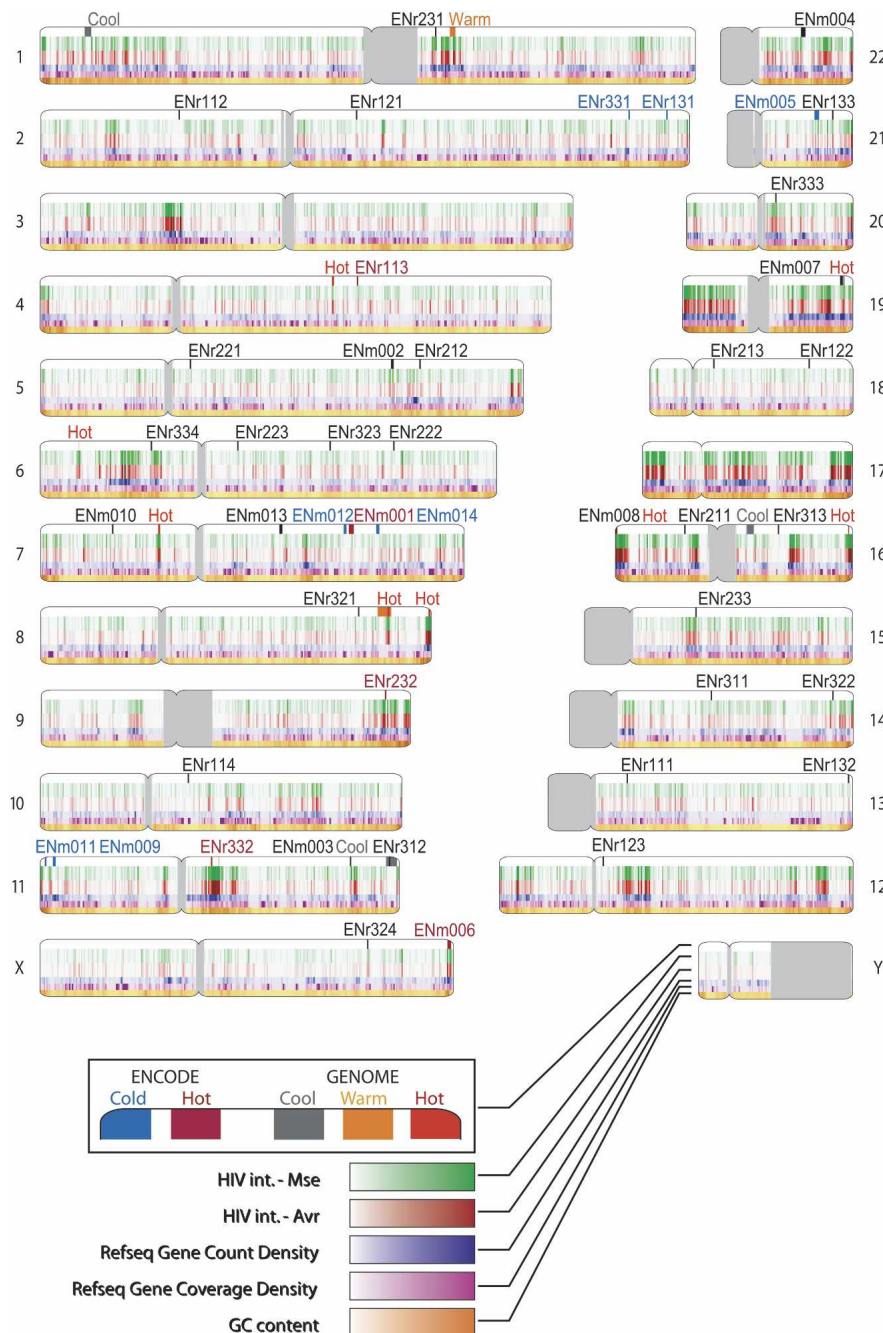 Cool ENr231 Warm ENm004
1 22
ENr112 ENr121 ENr331 ENr131 ENm005 ENr133
2 21
ENr333
3 20
Hot ENr113 ENm007 Hot
4 19
ENr221 ENm002 ENr212 ENr213 ENr122
5 18
Hot ENr334 ENr223 ENr323 ENr222
6 17
ENm010 Hot ENm013 ENm012 ENm001 ENm014 ENm008 Hot ENr211 Cool ENr313 Hot
7 16
ENr321 Hot Hot ENr233
8 15
ENr232 ENr311 ENr322
9 14
ENr114 ENr111 ENr132
10 13
ENm011 ENm009 ENr332 ENm003 Cool ENr312 ENr123
11 12
ENr324 ENm006
X Y
ENCODE GENOME
Cold Hot Cool Warm Hot
HIV int. - Mse
HIV int. - Avr
Refseq Gene Count Density
Refseq Gene Coverage Density
GC content